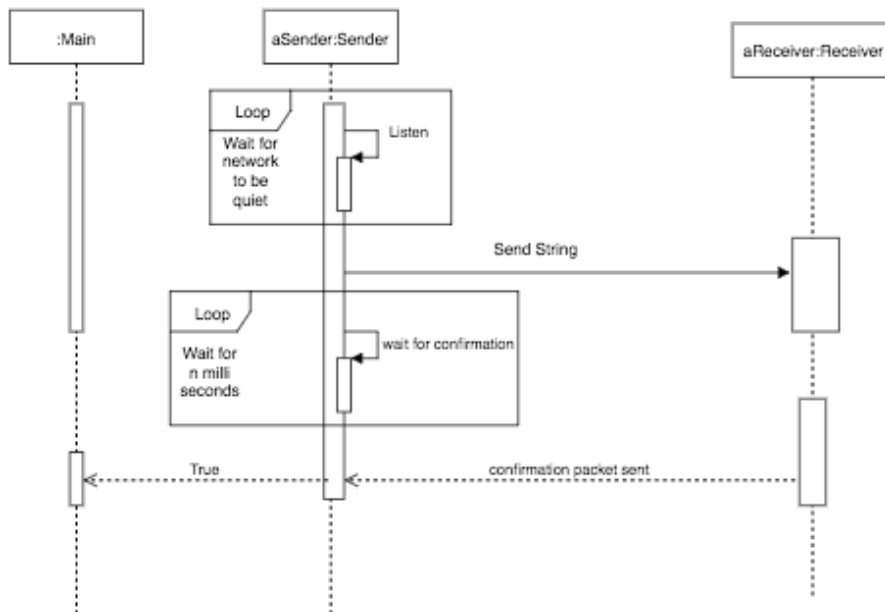 :Main
aSender:Sender
aReceiver:Receiver
Loop
Listen
Wait for
network
to be
quiet
Send String
Loop
wait for confirmation
Wait for
n milli
seconds
True
confirmation packet sent